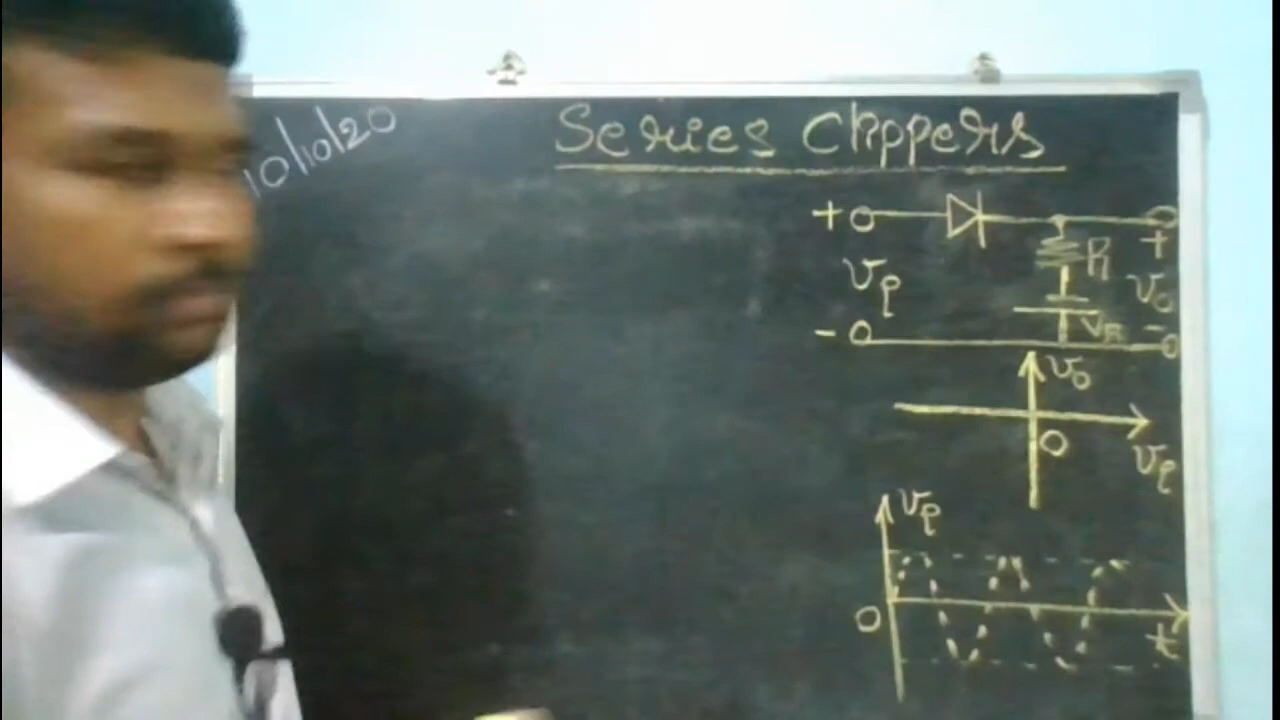 10/10/20
Series Clippers
+
R
+
Vi
Vo
VR
-
-
Vo
0
Vi
Vi
0
t